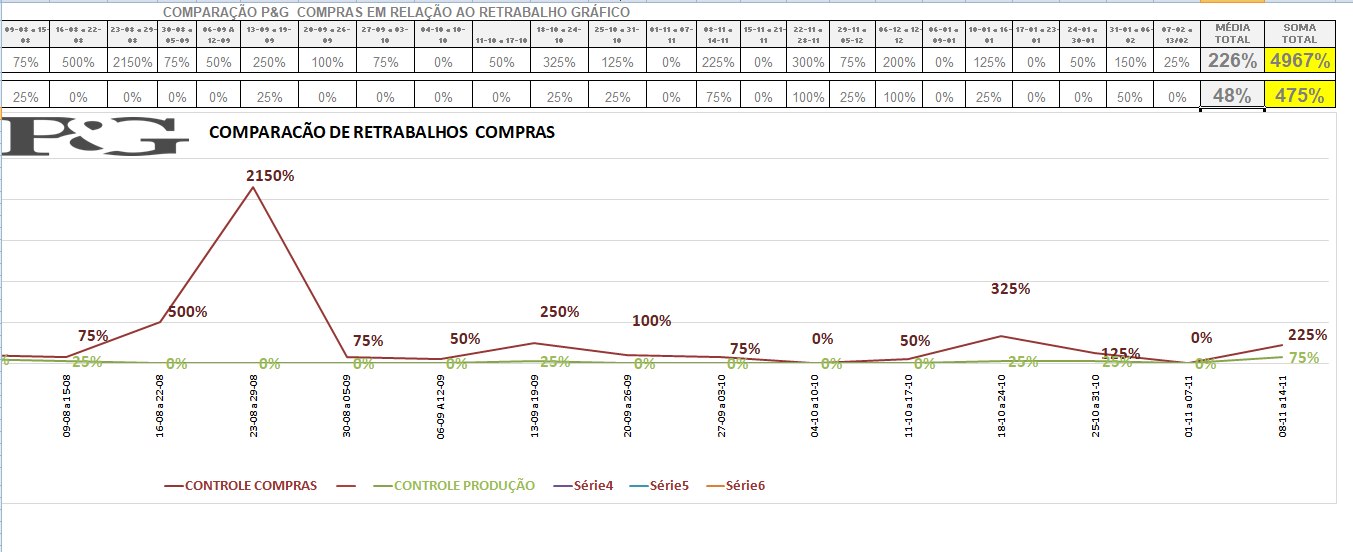 COMPARAÇÃO P&G COMPRAS EM RELAÇÃO AO RETRABALHO GRÁFICO
09-08 a 15-08 16-08 a 22-08 23-08 a 29-08 30-08 a 05-09 06-09 A 12-09 13-09 a 19-09 20-09 a 26-09 27-09 a 03-10 04-10 a 10-10 11-10 a 17-10 18-10 a 24-10 25-10 a 31-10 01-11 a 07-11 08-11 a 14-11 15-11 a 21-11 22-11 a 28-11 29-11 a 05-12 06-12 a 12-12 06-01 a 09-01 10-01 a 16-01 17-01 a 23-01 24-01 a 30-01 31-01 a 06-02 07-02 a 13/02 MÉDIA TOTAL SOMA TOTAL
75% 500% 2150% 75% 50% 250% 100% 75% 0% 50% 325% 125% 0% 225% 0% 300% 75% 200% 0% 125% 0% 50% 150% 25% 226% 4967%
25% 0% 0% 0% 0% 25% 0% 0% 0% 0% 25% 25% 0% 75% 0% 100% 25% 100% 0% 25% 0% 0% 50% 0% 48% 475%
P&G COMPARACÃO DE RETRABALHOS COMPRAS
2150%
325%
75% 500% 75% 50% 250% 100% 75% 0% 50% 125% 0% 225%
% 25% 0% 0% 0% 0% 25% 0% 0% 0% 0% 25% 25% 0% 75%
09-08 a 15-08 16-08 a 22-08 23-08 a 29-08 30-08 a 05-09 06-09 A 12-09 13-09 a 19-09 20-09 a 26-09 27-09 a 03-10 04-10 a 10-10 11-10 a 17-10 18-10 a 24-10 25-10 a 31-10 01-11 a 07-11 08-11 a 14-11
CONTROLE COMPRAS CONTROLE PRODUÇÃO Série4 Série5 Série6